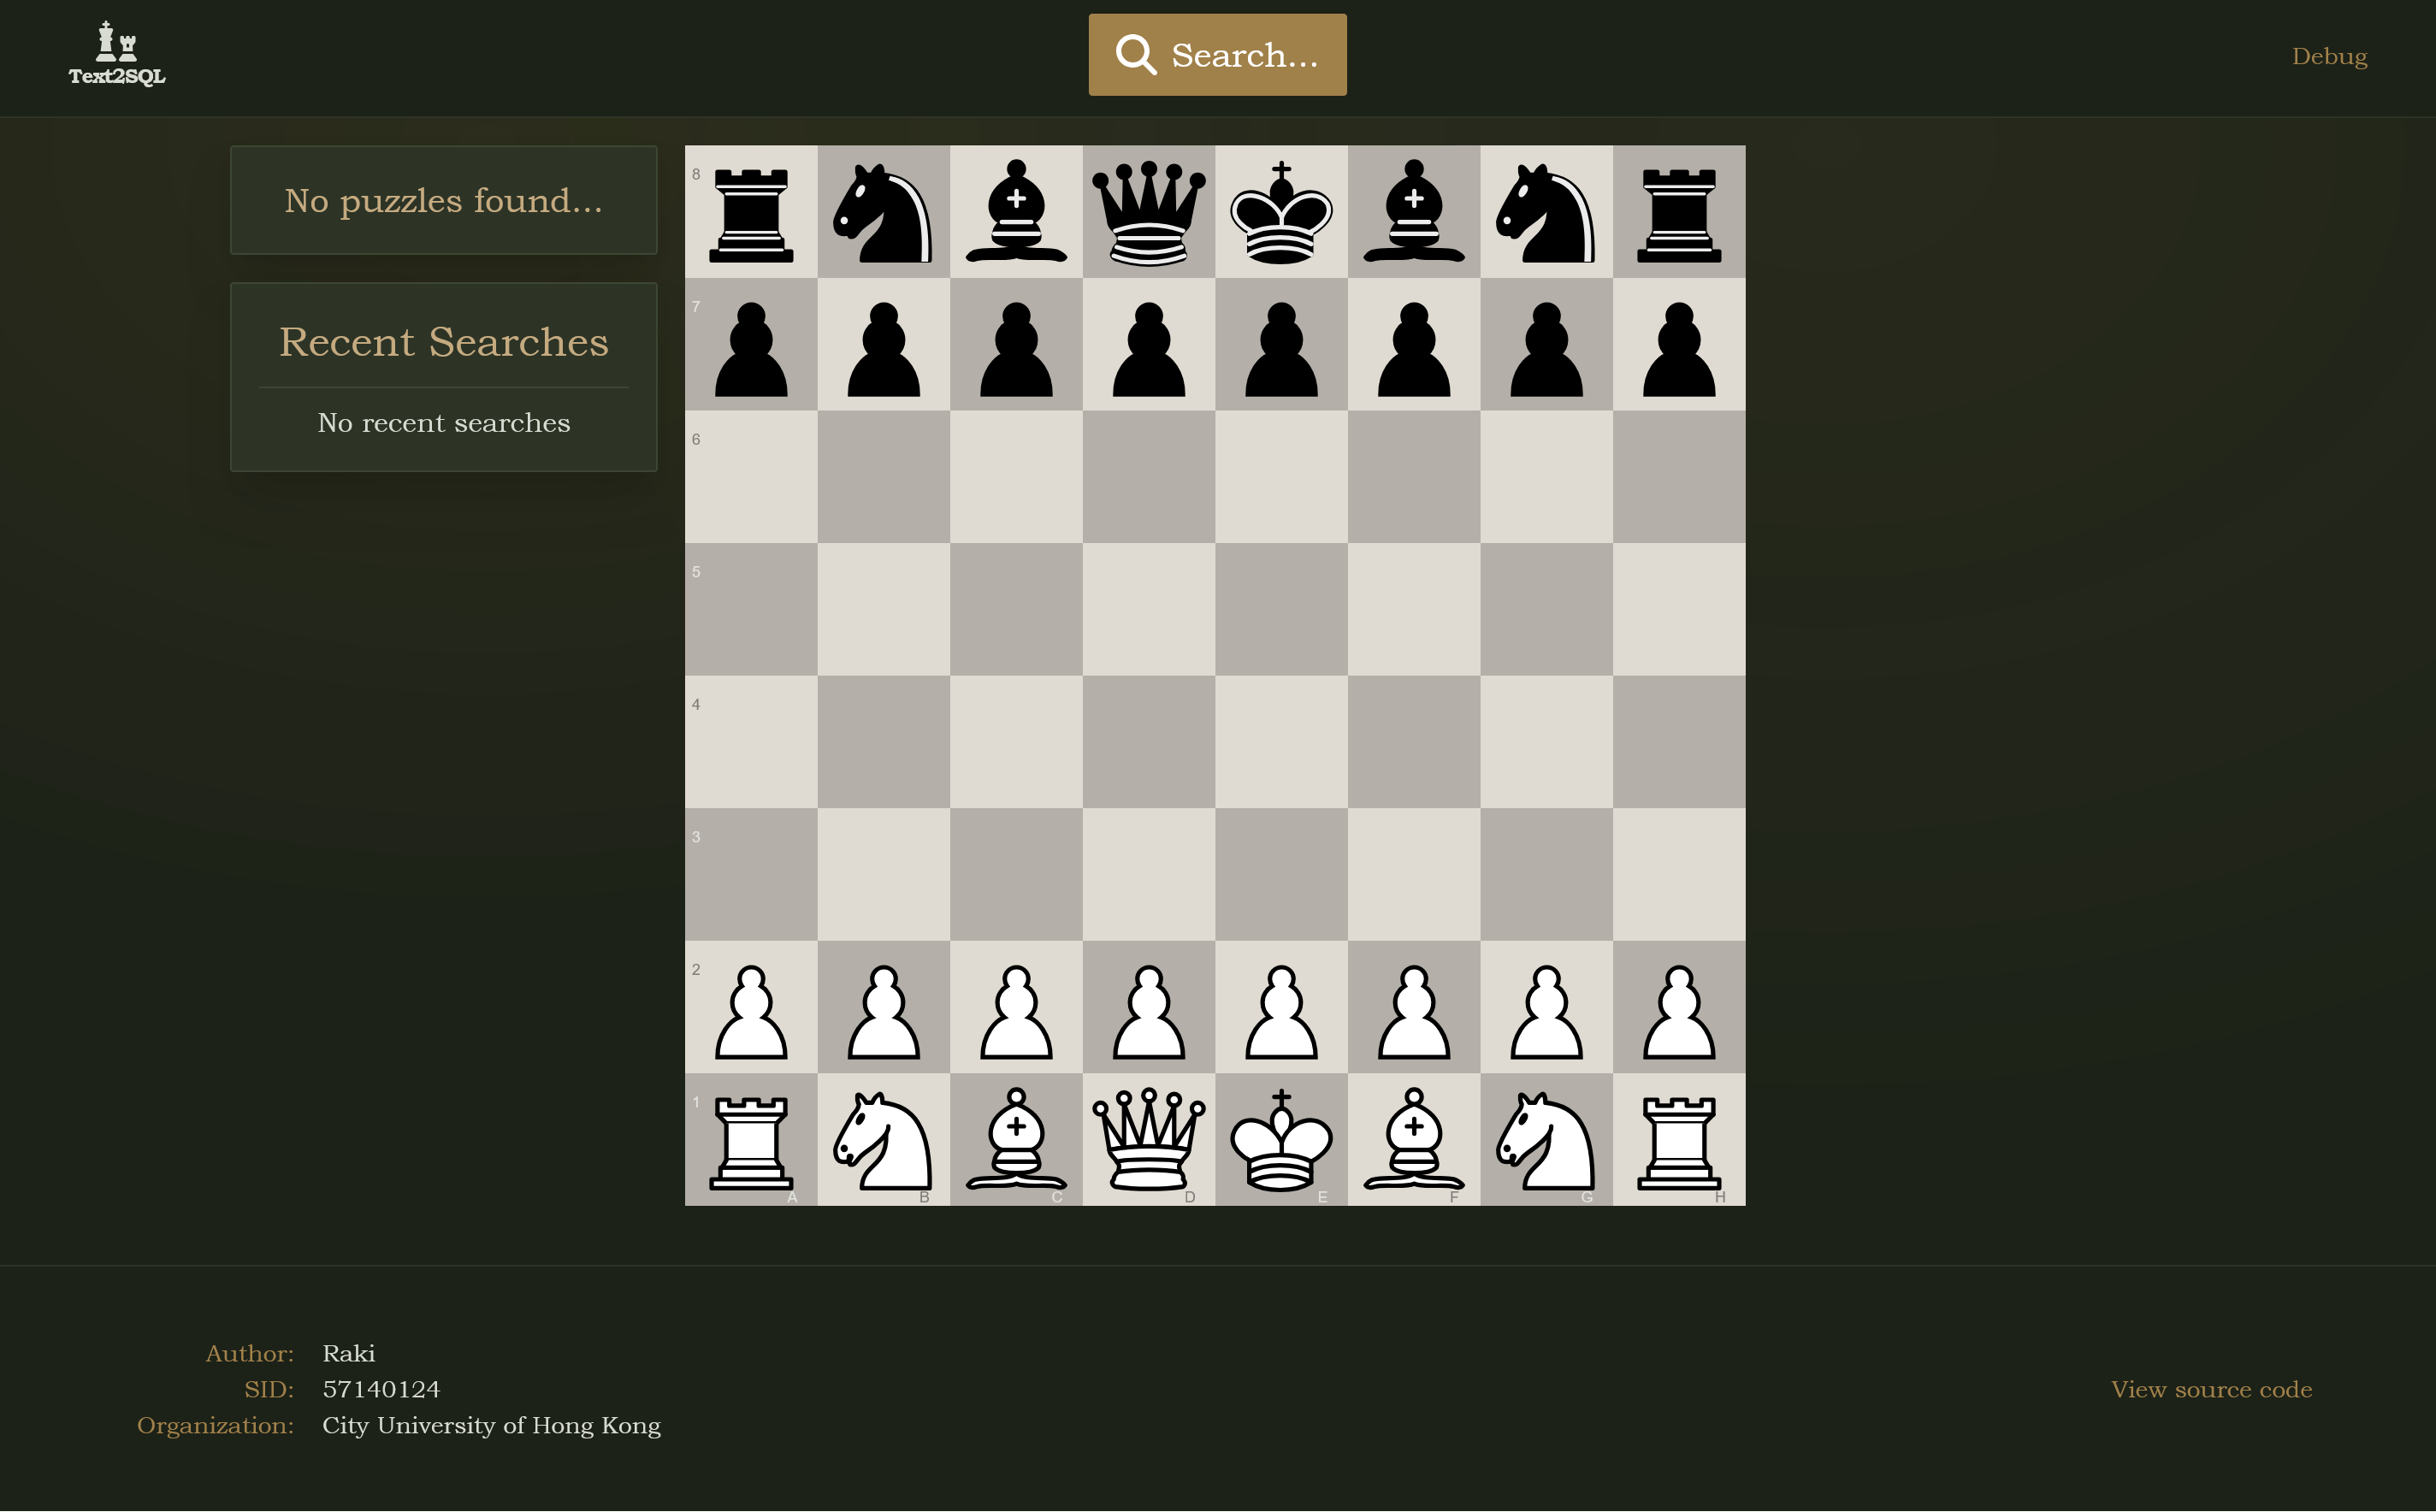 Text2SQL
Search...
Debug
No puzzles found...
Recent Searches
No recent searches
8
7
6
5
4
3
2
1
A B C D E F G H
Author: Raki
SID: 57140124
Organization: City University of Hong Kong
View source code